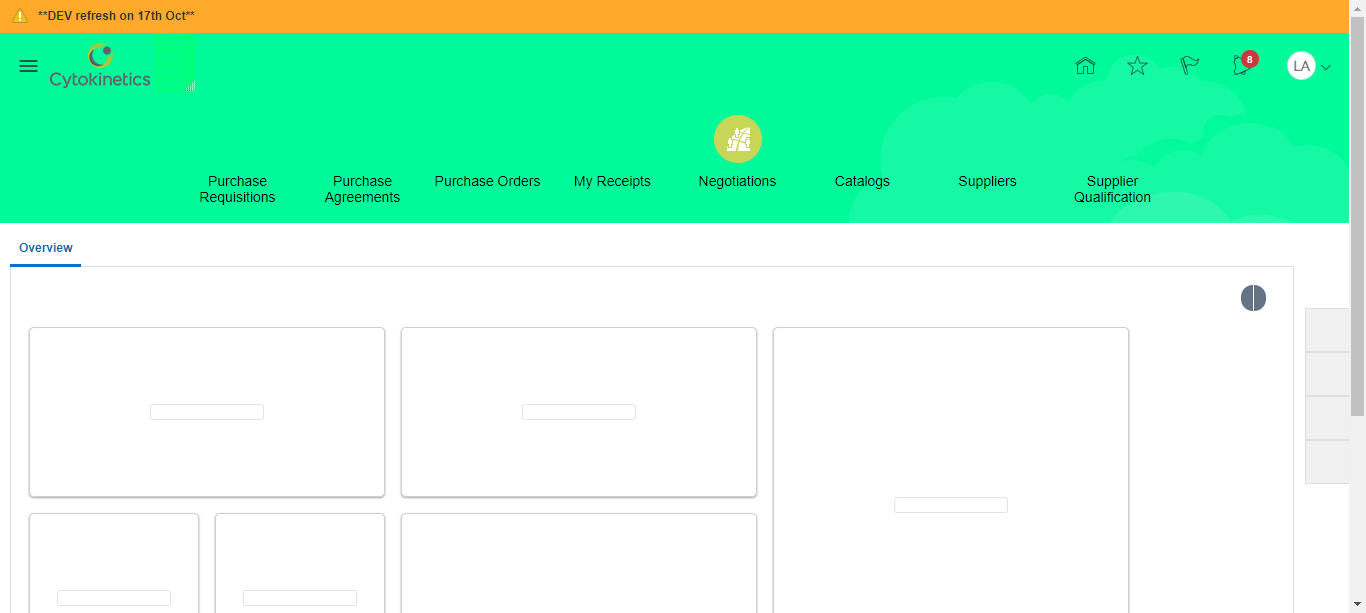 **DEV refresh on 17th Oct**
Cytokinetics
8
LA
Purchase
Requisitions
Purchase
Agreements
Purchase Orders
My Receipts
Negotiations
Catalogs
Suppliers
Supplier
Qualification
Overview